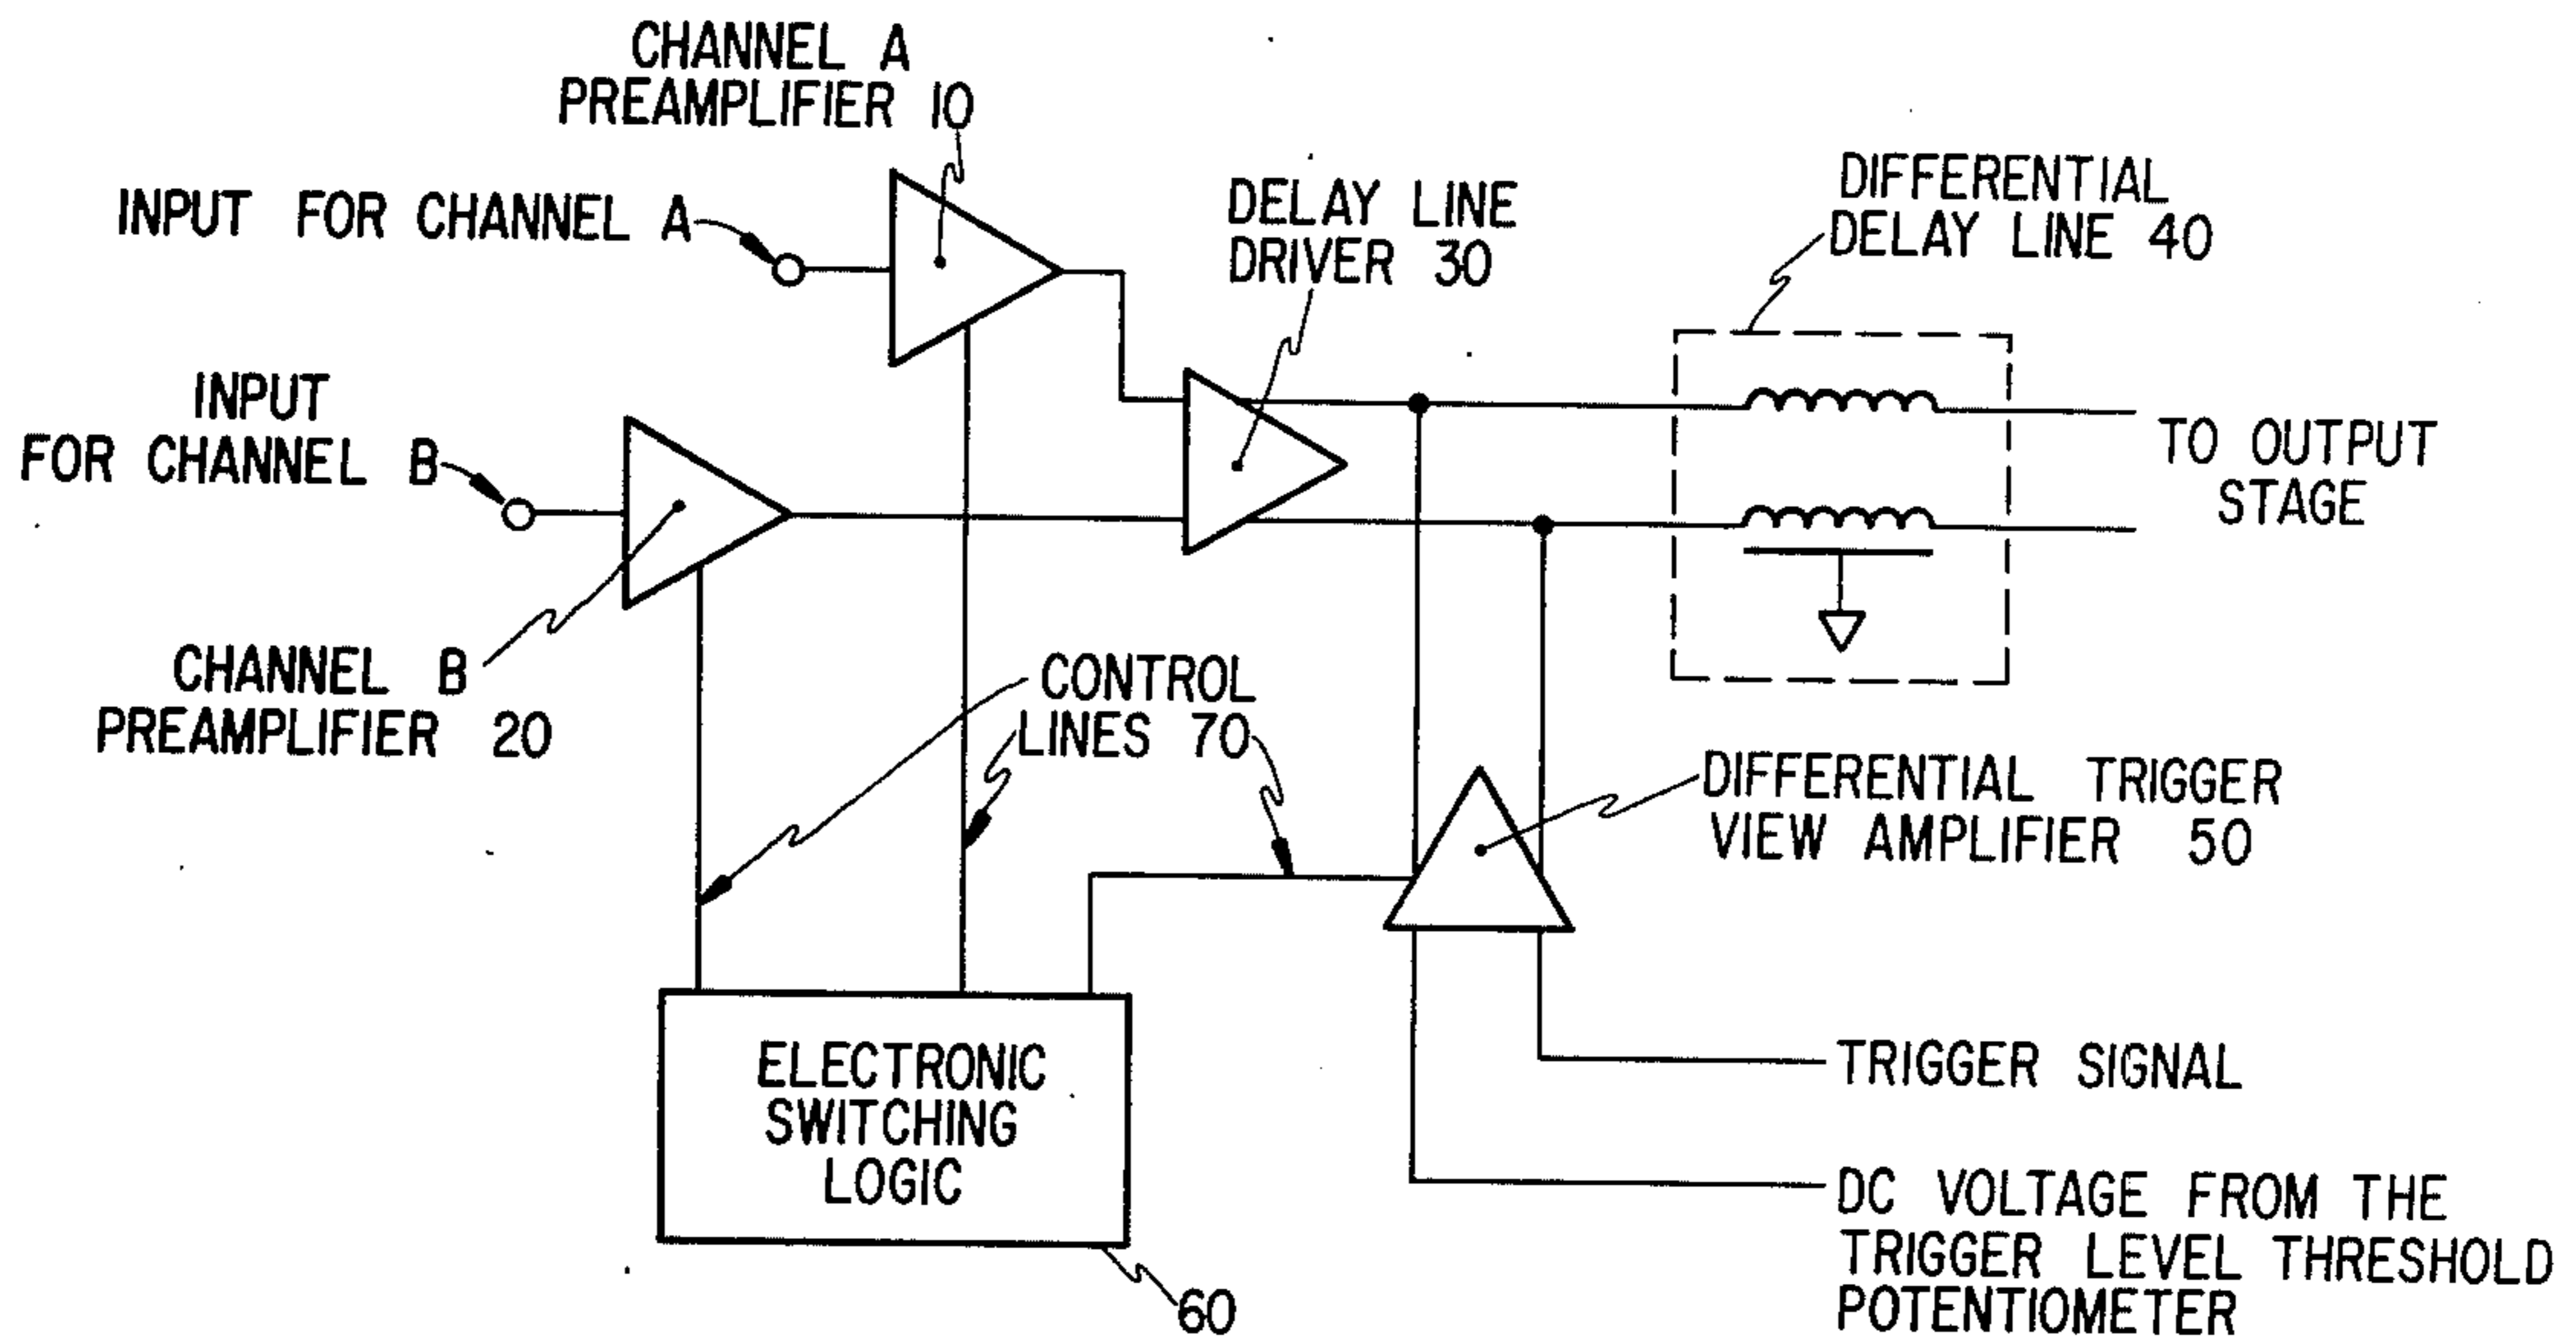 CHANNEL A
PREAMPLIFIER 10
INPUT FOR CHANNEL A
DELAY LINE
DRIVER 30
DIFFERENTIAL
DELAY LINE 40
INPUT
FOR CHANNEL B
TO OUTPUT
STAGE
CHANNEL B
PREAMPLIFIER 20
CONTROL
LINES 70
DIFFERENTIAL TRIGGER
VIEW AMPLIFIER 50
ELECTRONIC
SWITCHING
LOGIC
60
TRIGGER SIGNAL
DC VOLTAGE FROM THE
TRIGGER LEVEL THRESHOLD
POTENTIOMETER